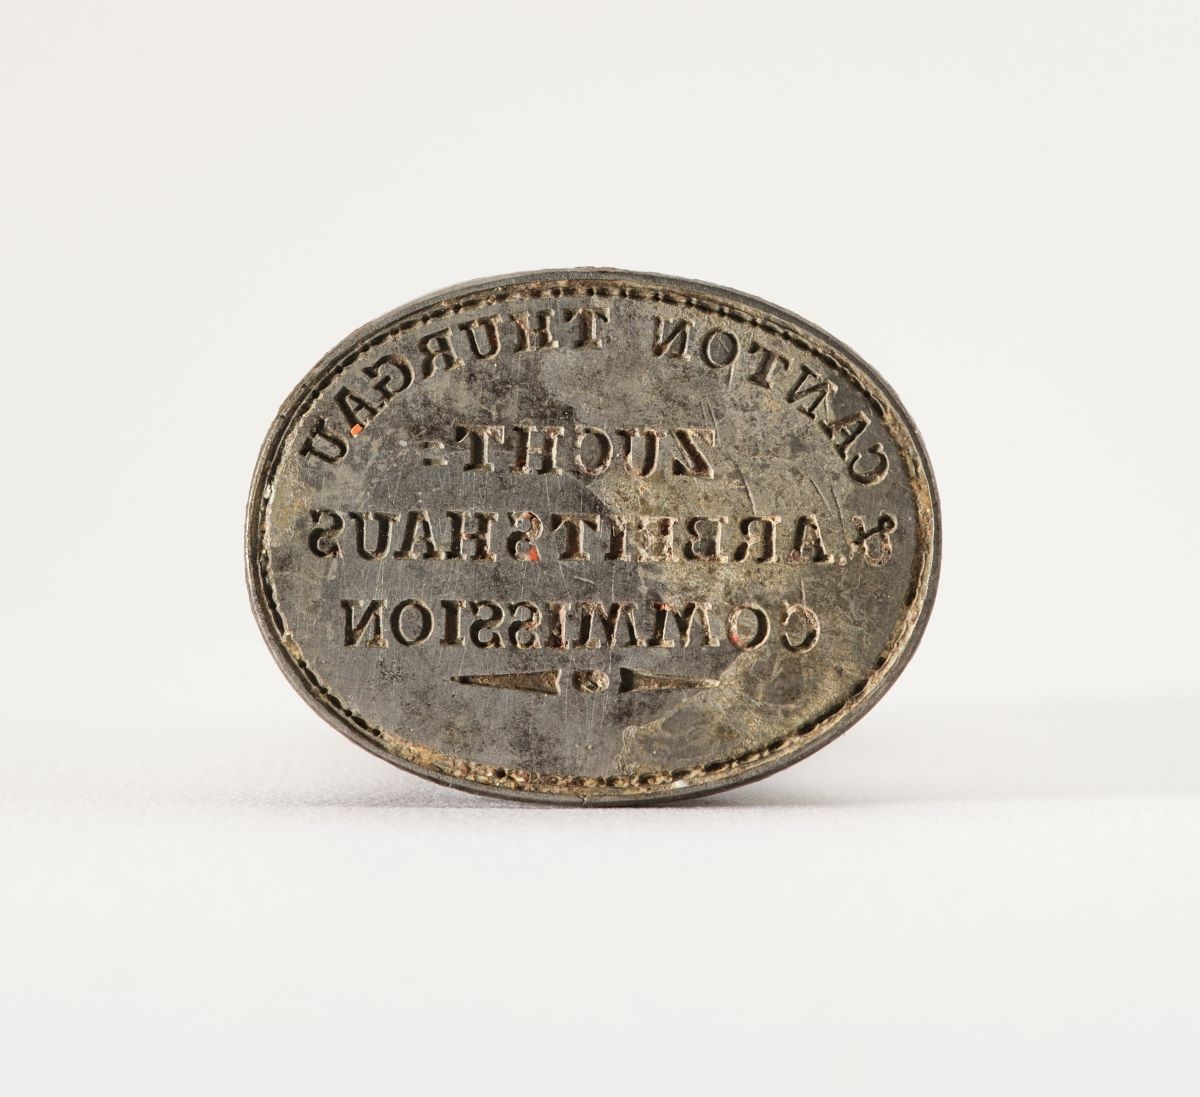 CANTON THURGAU
ZUCHT=
& ARBEITSHAUS
COMMISSION